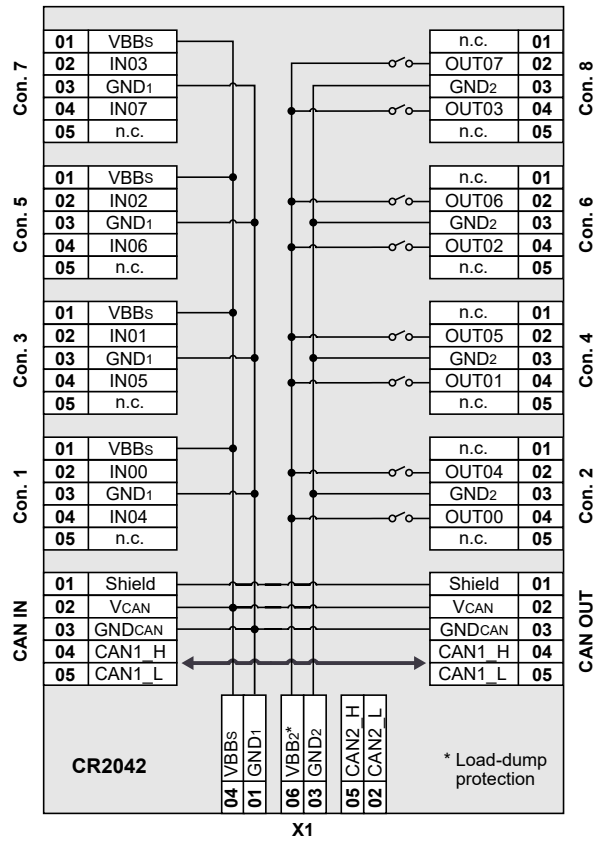 Con. 7
01 VBBS
02 IN03
03 GND1
04 IN07
05 n.c.
Con. 8
n.c. 01
OUT07 02
GND2 03
OUT03 04
n.c. 05
Con. 5
01 VBBS
02 IN02
03 GND1
04 IN06
05 n.c.
Con. 6
n.c. 01
OUT06 02
GND2 03
OUT02 04
n.c. 05
Con. 3
01 VBBS
02 IN01
03 GND1
04 IN05
05 n.c.
Con. 4
n.c. 01
OUT05 02
GND2 03
OUT01 04
n.c. 05
Con. 1
01 VBBS
02 IN00
03 GND1
04 IN04
05 n.c.
Con. 2
n.c. 01
OUT04 02
GND2 03
OUT00 04
n.c. 05
CAN IN
01 Shield
02 VCAN
03 GNDCAN
04 CAN1_H
05 CAN1_L
CAN OUT
Shield 01
VCAN 02
GNDCAN 03
CAN1_H 04
CAN1_L 05
CR2042
04 VBBS
01 GND1
06 VBB2*
03 GND2
05 CAN2_H
02 CAN2_L
* Load-dump
protection
X1